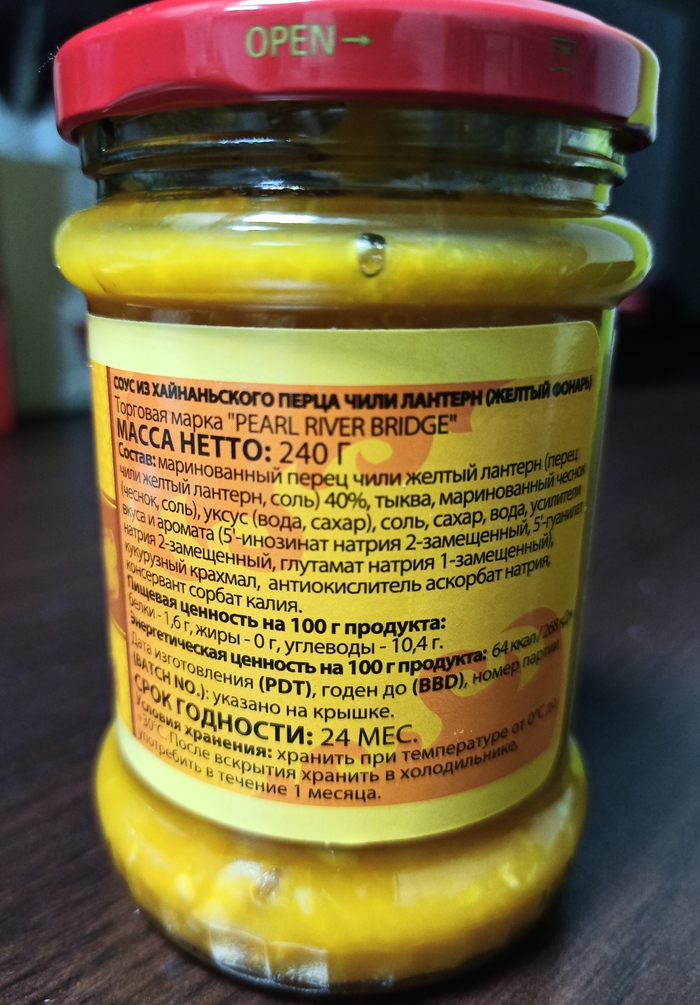 OPEN→
СОУС ИЗ ХАЙНАНЬСКОГО ПЕРЦА ЧИЛИ ЛАНТЕРН (ЖЕЛТЫЙ ФОНАРЬ)
Торговая марка "PEARL RIVER BRIDGE"
МАССА НЕТТО: 240 Г
Состав: маринованный перец чили желтый лантерн (перец
чили желтый лантерн, соль) 40%, тыква, маринованный чеснок
(чеснок, соль), уксус (вода, сахар), соль, сахар, вода, усилители
вкуса и аромата (5'-инозинат натрия 2-замещенный, 5'-гуанилат
натрия 2-замещенный, глутамат натрия 1-замещенный),
кукурузный крахмал, антиокислитель аскорбат натрия,
консервант сорбат калия.
Пищевая ценность на 100 г продукта:
белки - 1,6 г, жиры - 0 г, углеводы - 10,4 г.
Энергетическая ценность на 100 г продукта: 64 ккал/ 268
Дата изготовления (PDT), годен до (BBD), номер партии
(BATCH NO.): указано на крышке.
СРОК ГОДНОСТИ: 24 МЕС.
Условия хранения: хранить при температуре от 0°С до
+30°С. После вскрытия хранить в холодильнике,
употребить в течение 1 месяца.